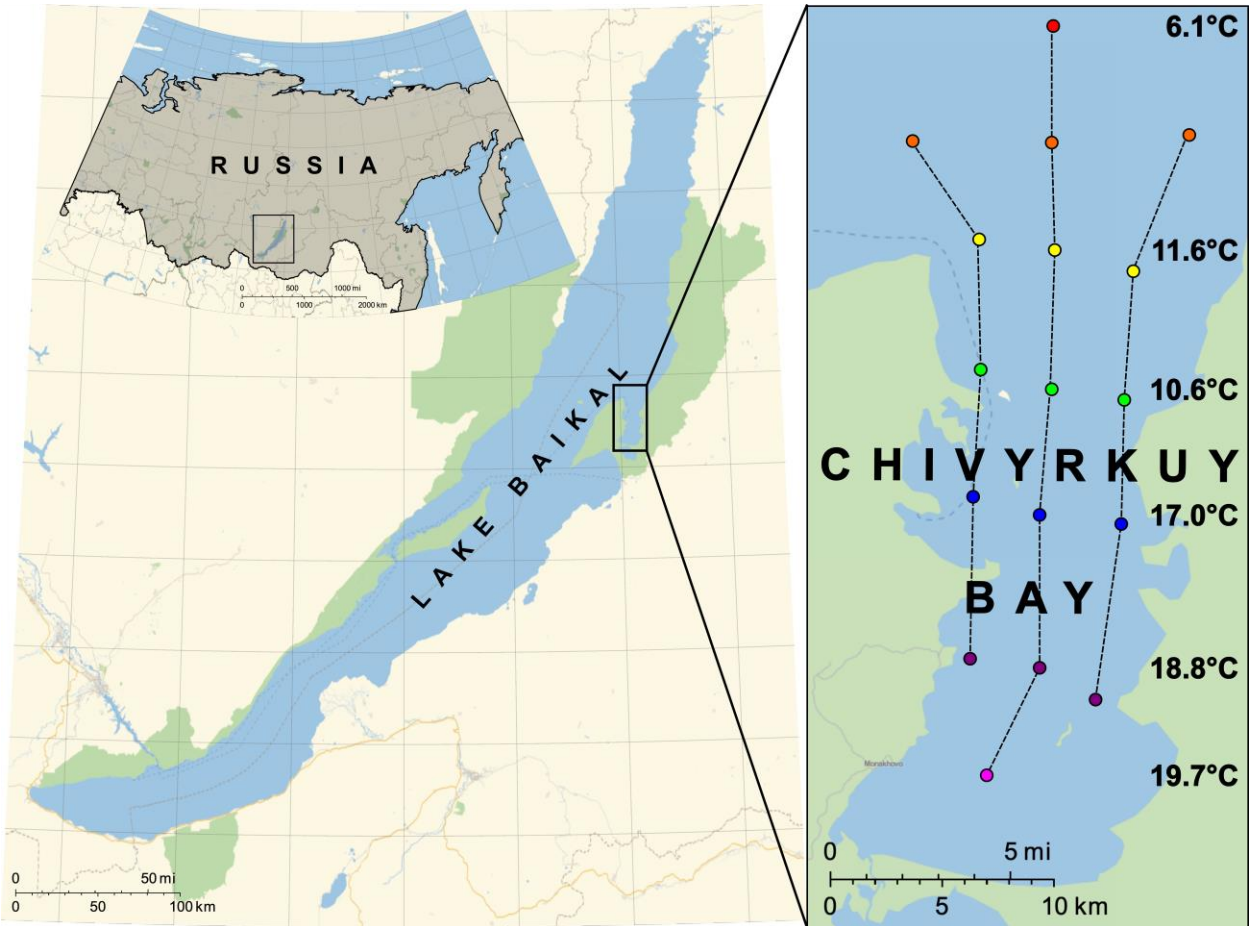 RUSSIA
0 500 1000 mi
0 1000 2000 km
LAKE BAIKAL
0 50 mi
0 50 100 km
6.1°C
11.6°C
10.6°C
CHIVYRKUY
17.0°C
BAY
18.8°C
Monakhovo
19.7°C
0 5 mi
0 5 10 km